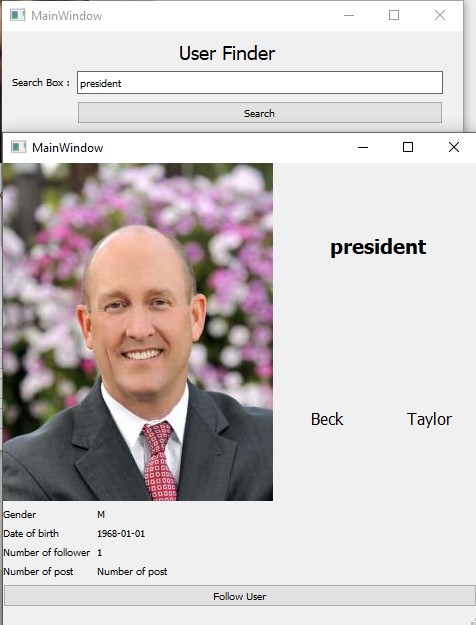 MainWindow
User Finder
Search Box :
president
Search
MainWindow
president
Beck Taylor
Gender M
Date of birth 1968-01-01
Number of follower 1
Number of post Number of post
Follow User